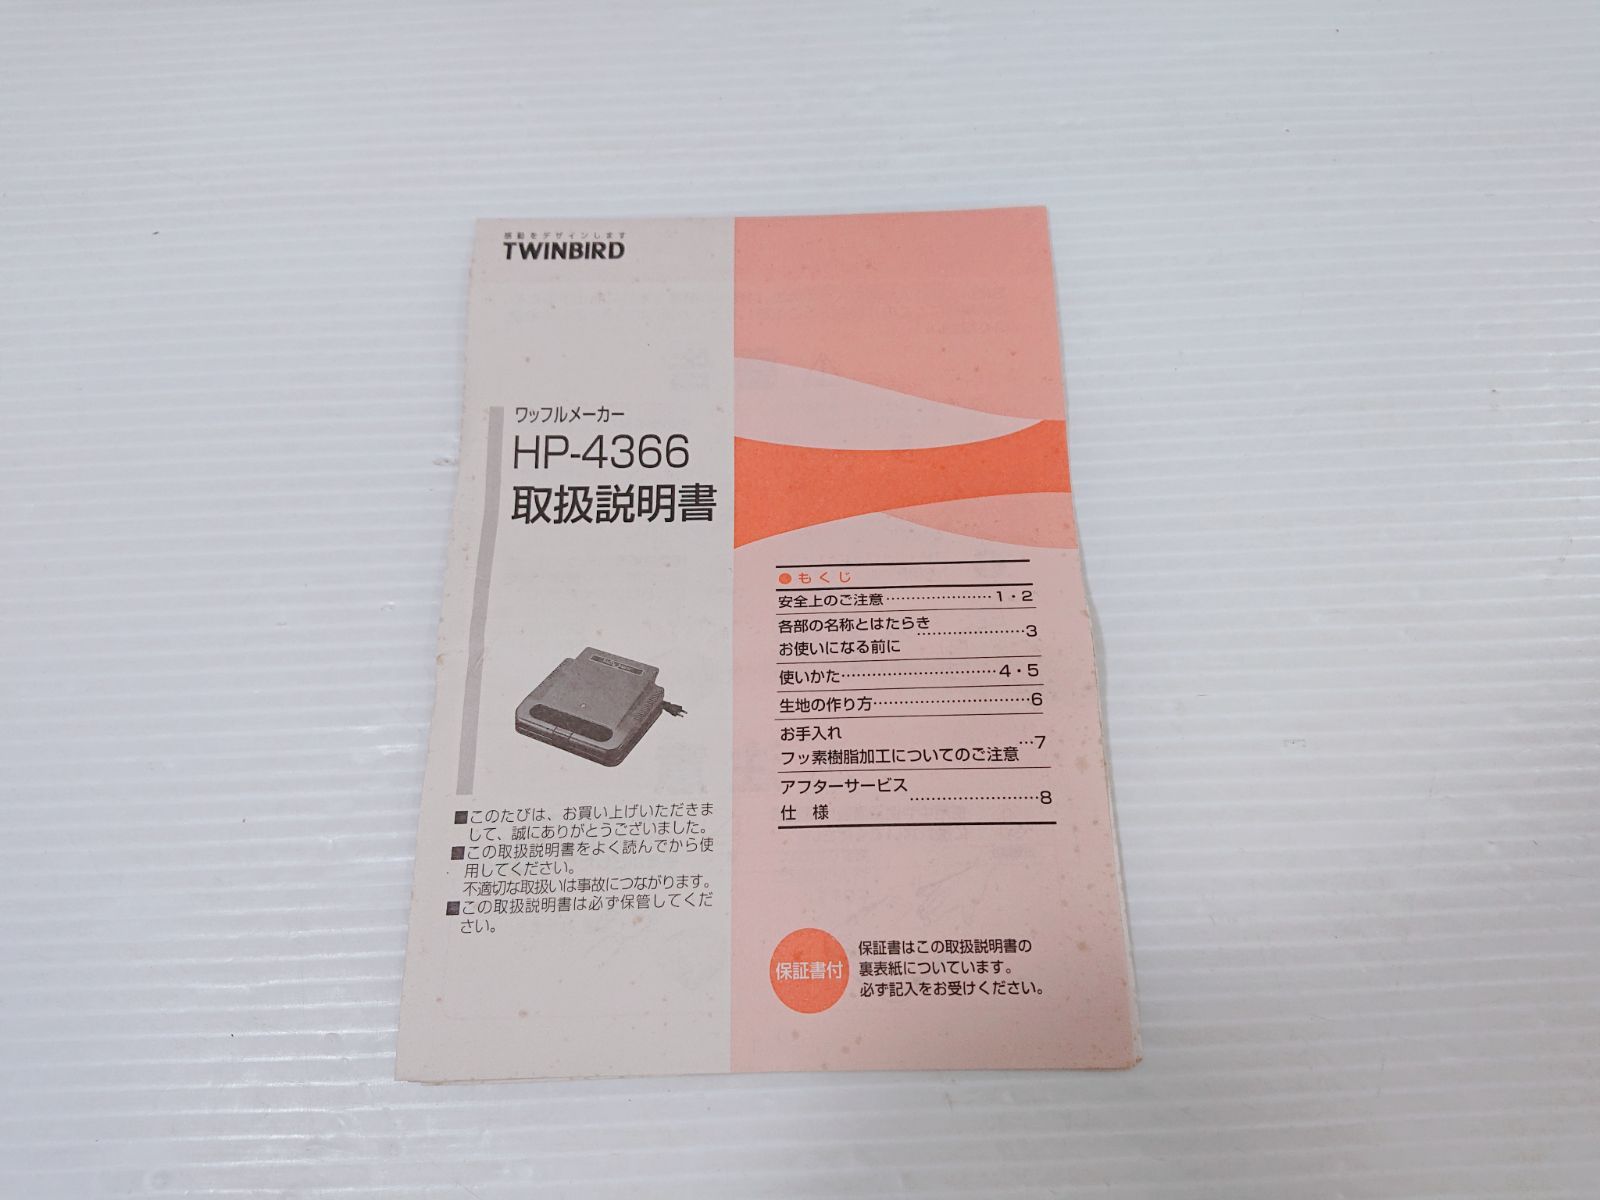 感動をデザインします
TWINBIRD
ワッフルメーカー
HP-4366
取扱説明書
■このたびは、お買い上げいただきま
して、誠にありがとうございました。
■この取扱説明書をよく読んでから使
用してください。
不適切な取扱いは事故につながります。
■この取扱説明書は必ず保管してくだ
さい。
●もくじ
安全上のご注意…………………1・2
各部の名称とはたらき
お使いになる前に…………………3
使いかた…………………………4・5
生地の作り方…………………………6
お手入れ
フッ素樹脂加工についてのご注意…7
アフターサービス
仕 様……………………8
保証書付
保証書はこの取扱説明書の
裏表紙についています。
必ず記入をお受けください。